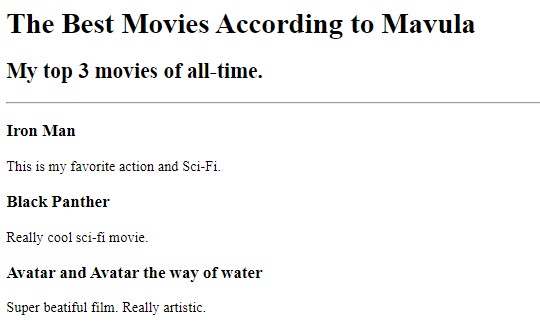 The Best Movies According to Mavula
My top 3 movies of all-time.
Iron Man
This is my favorite action and Sci-Fi.
Black Panther
Really cool sci-fi movie.
Avatar and Avatar the way of water
Super beatiful film. Really artistic.